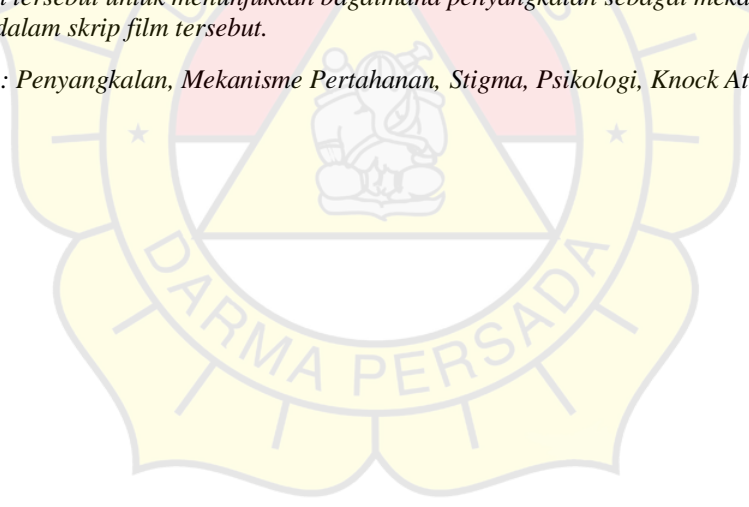 tersebut untuk menunjukkan bagaimana penyangkalan sebagai
dalam skrip film tersebut.
: Penyangkalan, Mekanisme Pertahanan, Stigma, Psikologi, Knock At
DARMA PERSADA